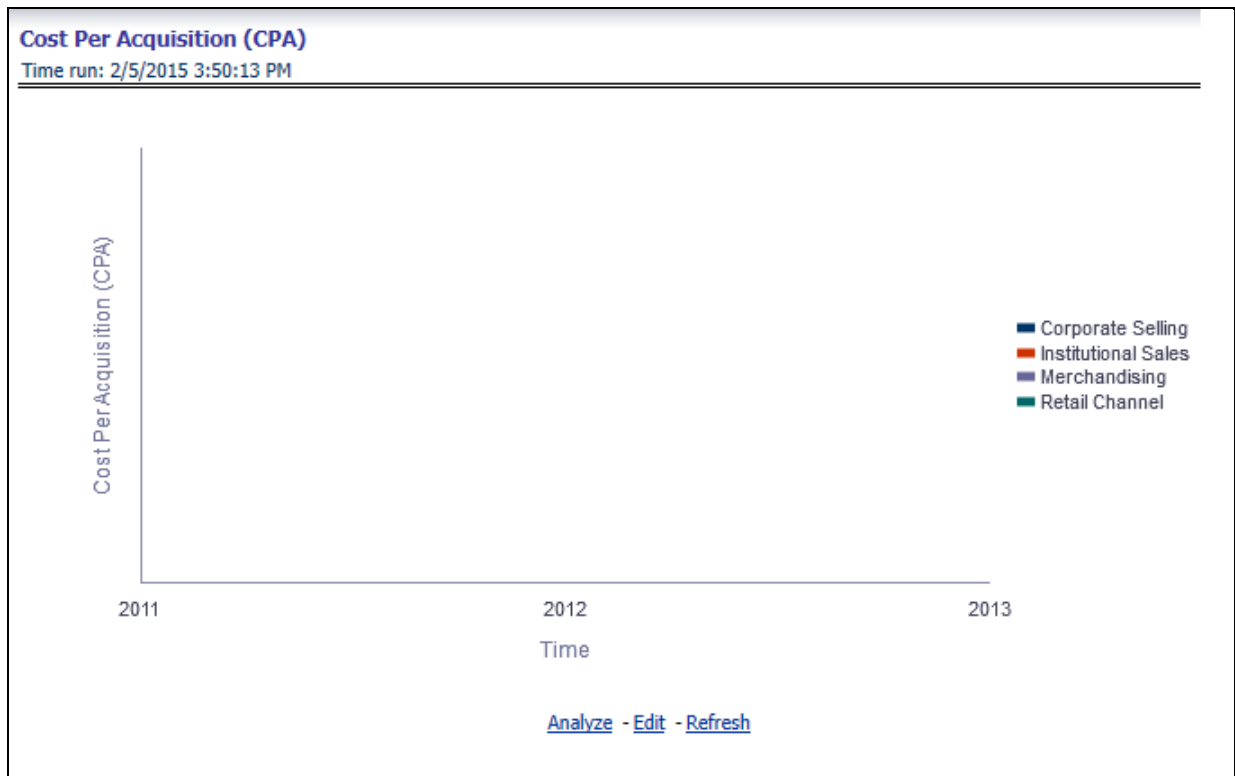 Cost Per Acquisition (CPA)
Time run: 2/5/2015 3:50:13 PM
Cost Per Acquisition (CPA)
Corporate Selling
Institutional Sales
Merchandising
Retail Channel
2011 2012 2013
Time
Analyze - Edit - Refresh